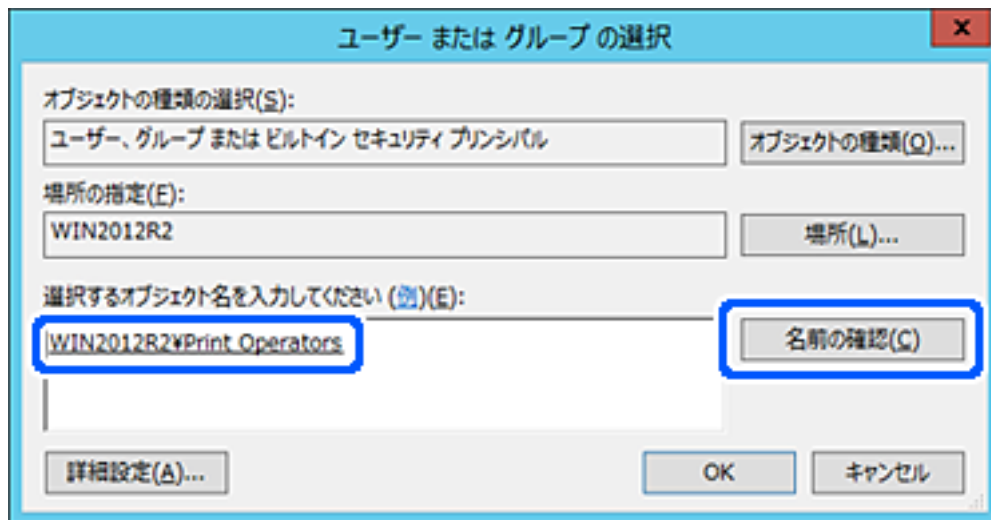 ユーザー または グループ の選択
x
オブジェクトの種類の選択(S):
ユーザー、グループ または ビルトイン セキュリティ プリンシパル
オブジェクトの種類(O)...
場所の指定(F):
WIN2012R2
場所(L)...
選択するオブジェクト名を入力してください (例)(E):
WIN2012R2¥Print Operators
名前の確認(C)
詳細設定(A)...
OK
キャンセル